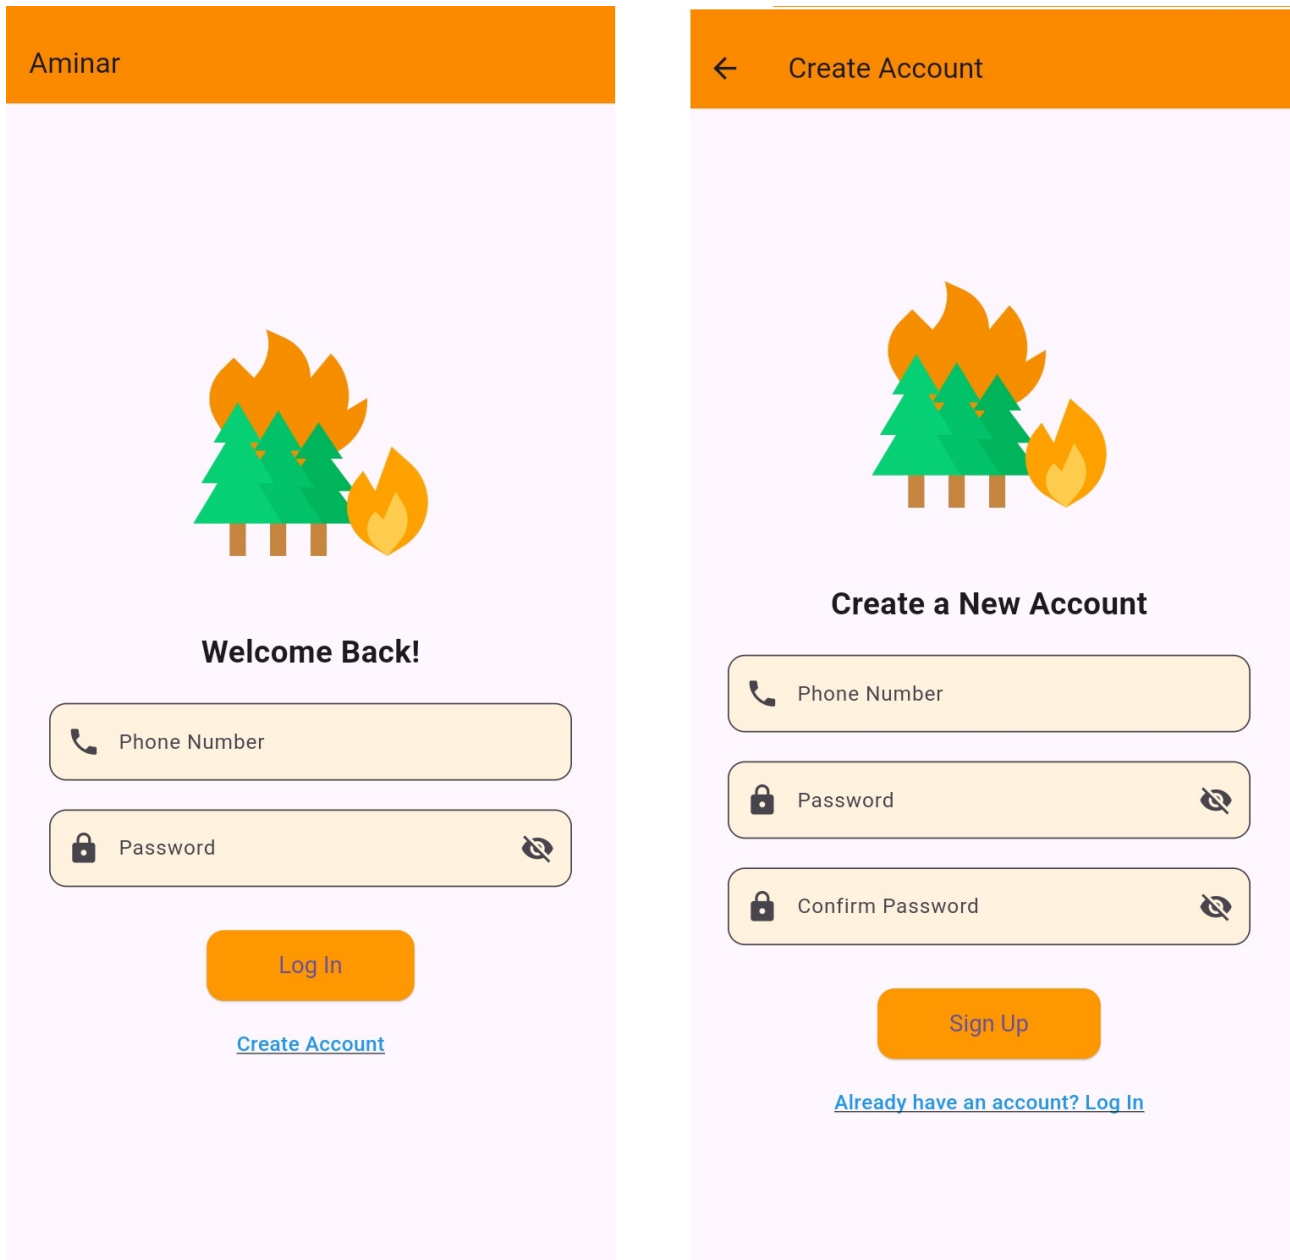 Aminar
Welcome Back!
Phone Number
Password
Log In
Create Account
Create Account
Create a New Account
Phone Number
Password
Confirm Password
Sign Up
Already have an account? Log In